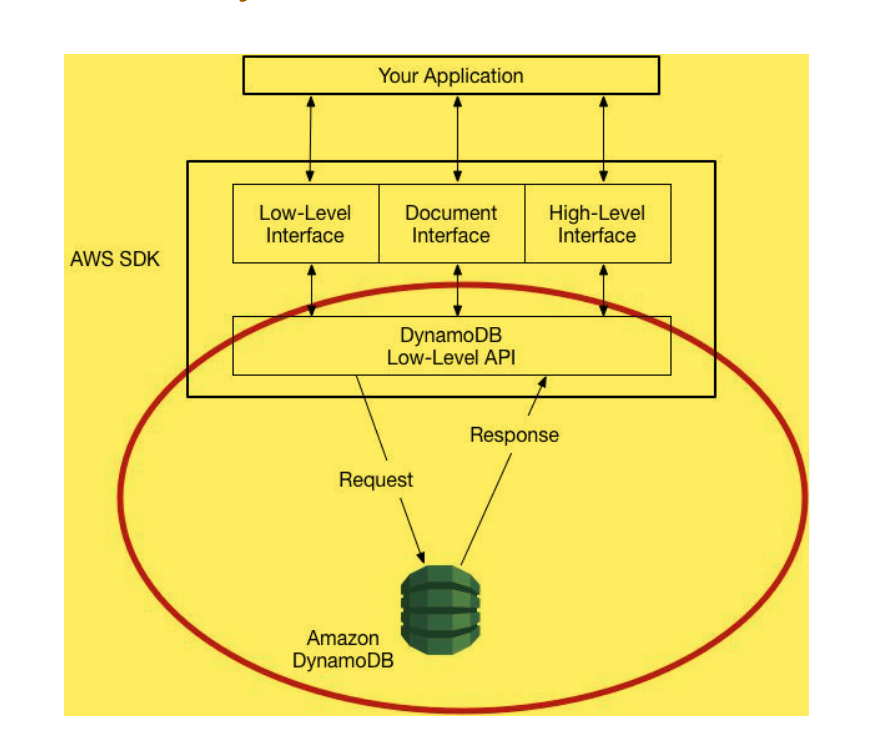 Your Application
Low-Level
Interface
Document
Interface
High-Level
Interface
AWS SDK
DynamoDB
Low-Level API
Response
Request
Amazon
DynamoDB